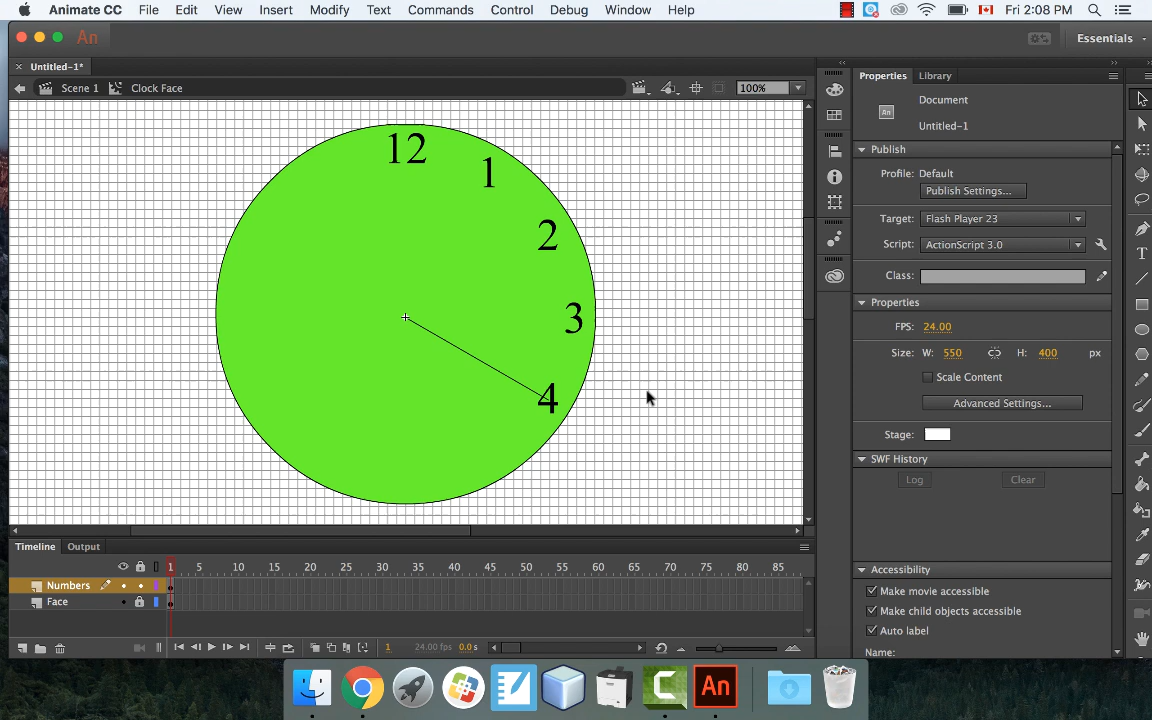 Animate CC File Edit View Insert Modify Text Commands Control Debug Window Help Fri 2:08 PM
An Essentials
Untitled-1*
Scene 1 Clock Face 100%
Properties Library
Document
An
Untitled-1
Publish
Profile: Default
Publish Settings...
Target: Flash Player 23
Script: ActionScript 3.0
Class:
Properties
FPS: 24.00
Size: W: 550 H: 400 px
Scale Content
Advanced Settings...
Stage:
SWF History
Log Clear
Accessibility
Make movie accessible
Make child objects accessible
Auto label
Name:
12
1
2
3
4
Timeline Output
1 5 10 15 20 25 30 35 40 45 50 55 60 65 70 75 80 85
Numbers
Face
1 24.00 fps 0.0 s
T
C An